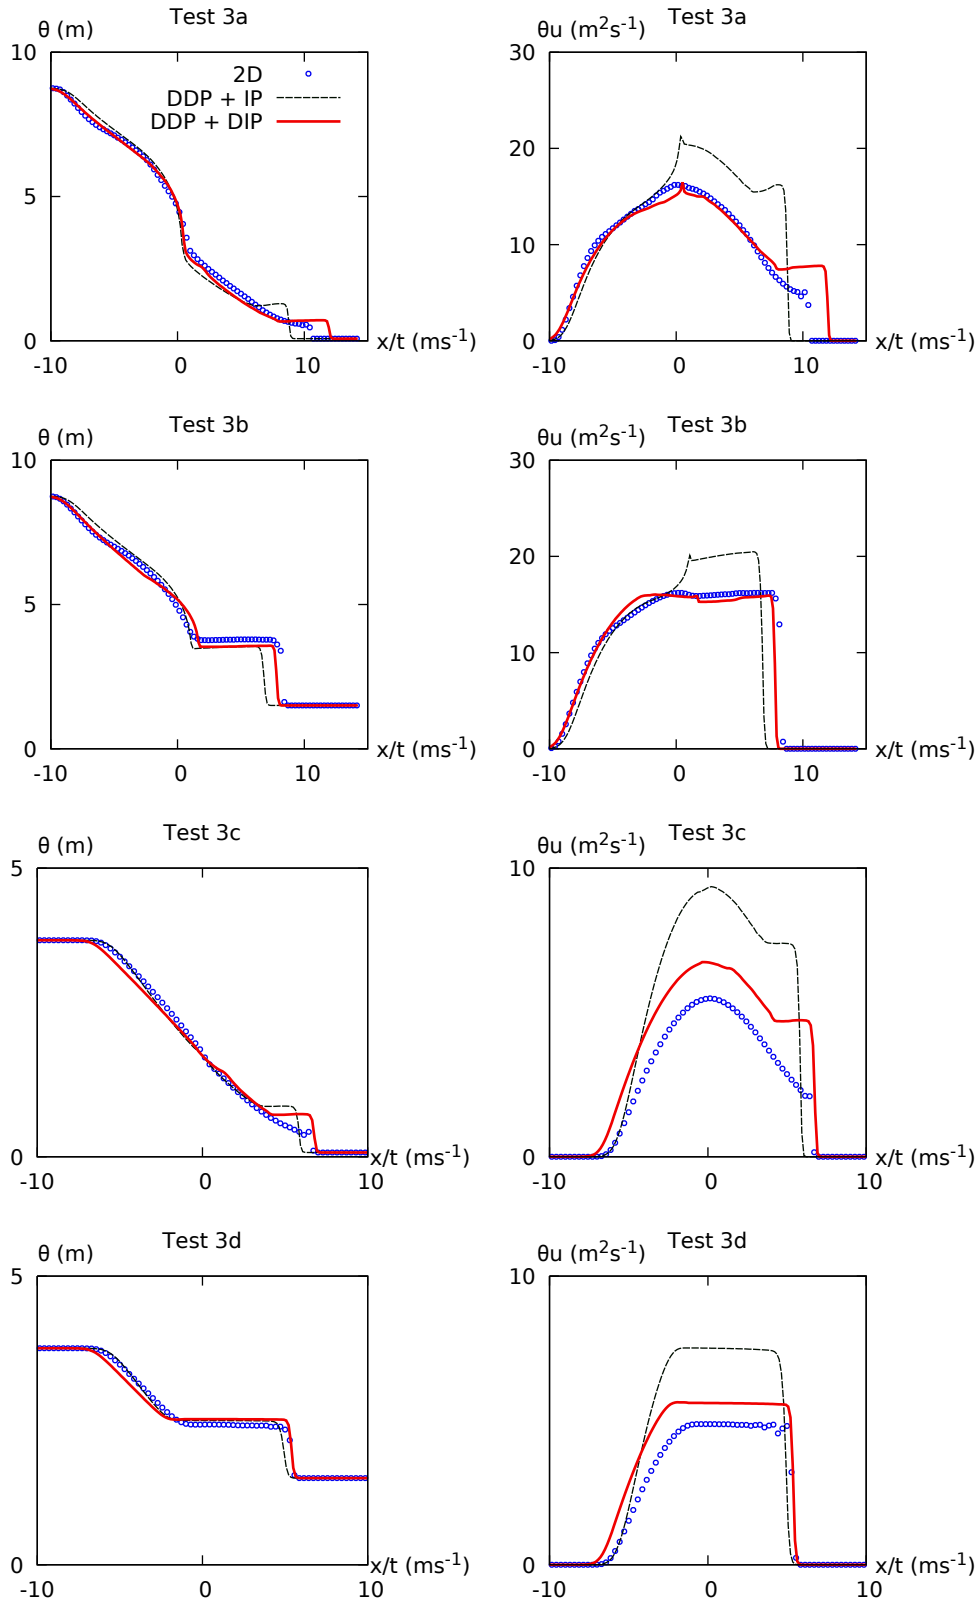 Test 3a
θ (m)
10
5
0
-10
0
10
x/t (ms⁻¹)
2D
DDP + IP
DDP + DIP
Test 3a
θu (m²s⁻¹)
30
20
10
0
-10
0
10
x/t (ms⁻¹)
Test 3b
θ (m)
10
5
0
-10
0
10
x/t (ms⁻¹)
Test 3b
θu (m²s⁻¹)
30
20
10
0
-10
0
10
x/t (ms⁻¹)
Test 3c
θ (m)
5
0
-10
0
10
x/t (ms⁻¹)
Test 3c
θu (m²s⁻¹)
10
0
-10
0
10
x/t (ms⁻¹)
Test 3d
θ (m)
5
0
-10
0
10
x/t (ms⁻¹)
Test 3d
θu (m²s⁻¹)
10
0
-10
0
10
x/t (ms⁻¹)